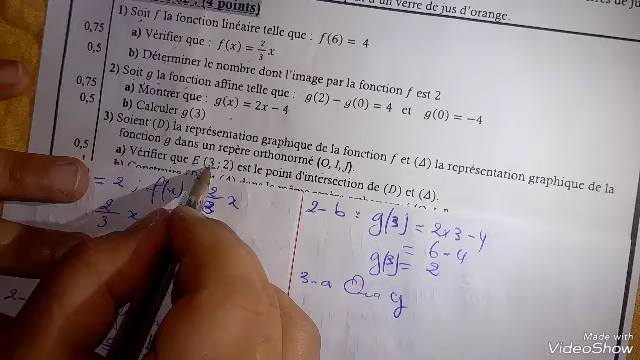 un verre de jus d'orange.
(4 points)
1) Soit f la fonction linéaire telle que : f(6) = 4
0,75 a) Vérifier que : f(x) = 2/3 x
0,5 b) Déterminer le nombre dont l'image par la fonction f est 2
2) Soit g la fonction affine telle que : g(2) − g(0) = 4 et g(0) = −4
0,75 a) Montrer que : g(x) = 2x − 4
0,5 b) Calculer g(3)
3) Soient (D) la représentation graphique de la fonction f et (Δ) la représentation graphique de la
fonction g dans un repère orthonormé (O, I, J).
0,5 a) Vérifier que E (3 ; 2) est le point d'intersection de (D) et (Δ).
= 2 ; f(x) 2/3 x
2/3 x
2- b : g(3) = 2x3 - 4
= 6 - 4
g(3) = 2
3-a On a g
2-
Made with
VideoShow